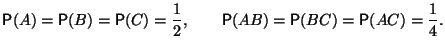 P(A) = P(B) = P(C) = 1/2, P(AB) = P(BC) = P(AC) = 1/4.